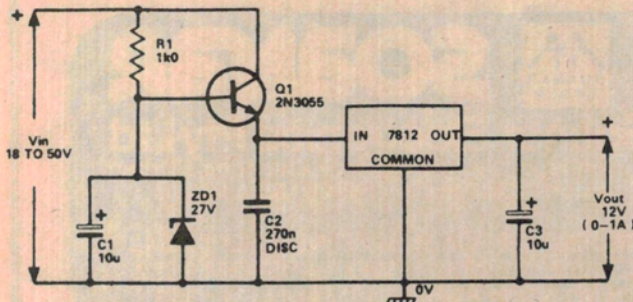 +
R1
1k0
Q1
2N3055
+
Vin
18 TO 50V
IN 7812 OUT
COMMON
+
C1
10u
ZD1
27V
C2
270n
DISC
+
C3
10u
Vout
12V
(0–1A)
0V